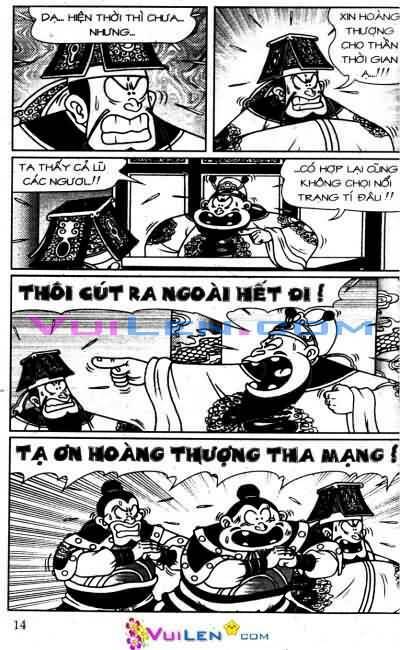 DẠ... HIỆN THỜI THÌ CHƯA...
NHƯNG...
XIN HOÀNG
THƯỢNG
CHO THẦN
THỜI GIAN
Ạ...!!!
TA THẤY CẢ LŨ
CÁC NGƯƠI..!!
...CÓ HỢP LẠI CŨNG
KHÔNG CHỌI NỔI
TRẠNG TÍ ĐÂU!!
THÔI CÚT RA NGOÀI HẾT ĐI!
VUILEN.COM
TẠ ƠN HOÀNG THƯỢNG THA MẠNG!
14
VUILEN.COM